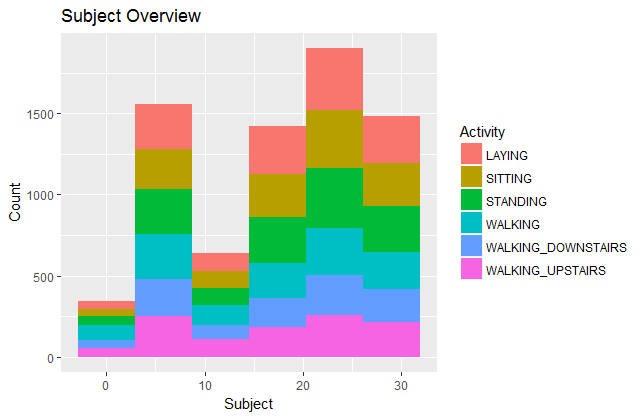 Subject Overview
Count
1500
1000
500
0
0 10 20 30
Subject
Activity
LAYING
SITTING
STANDING
WALKING
WALKING_DOWNSTAIRS
WALKING_UPSTAIRS